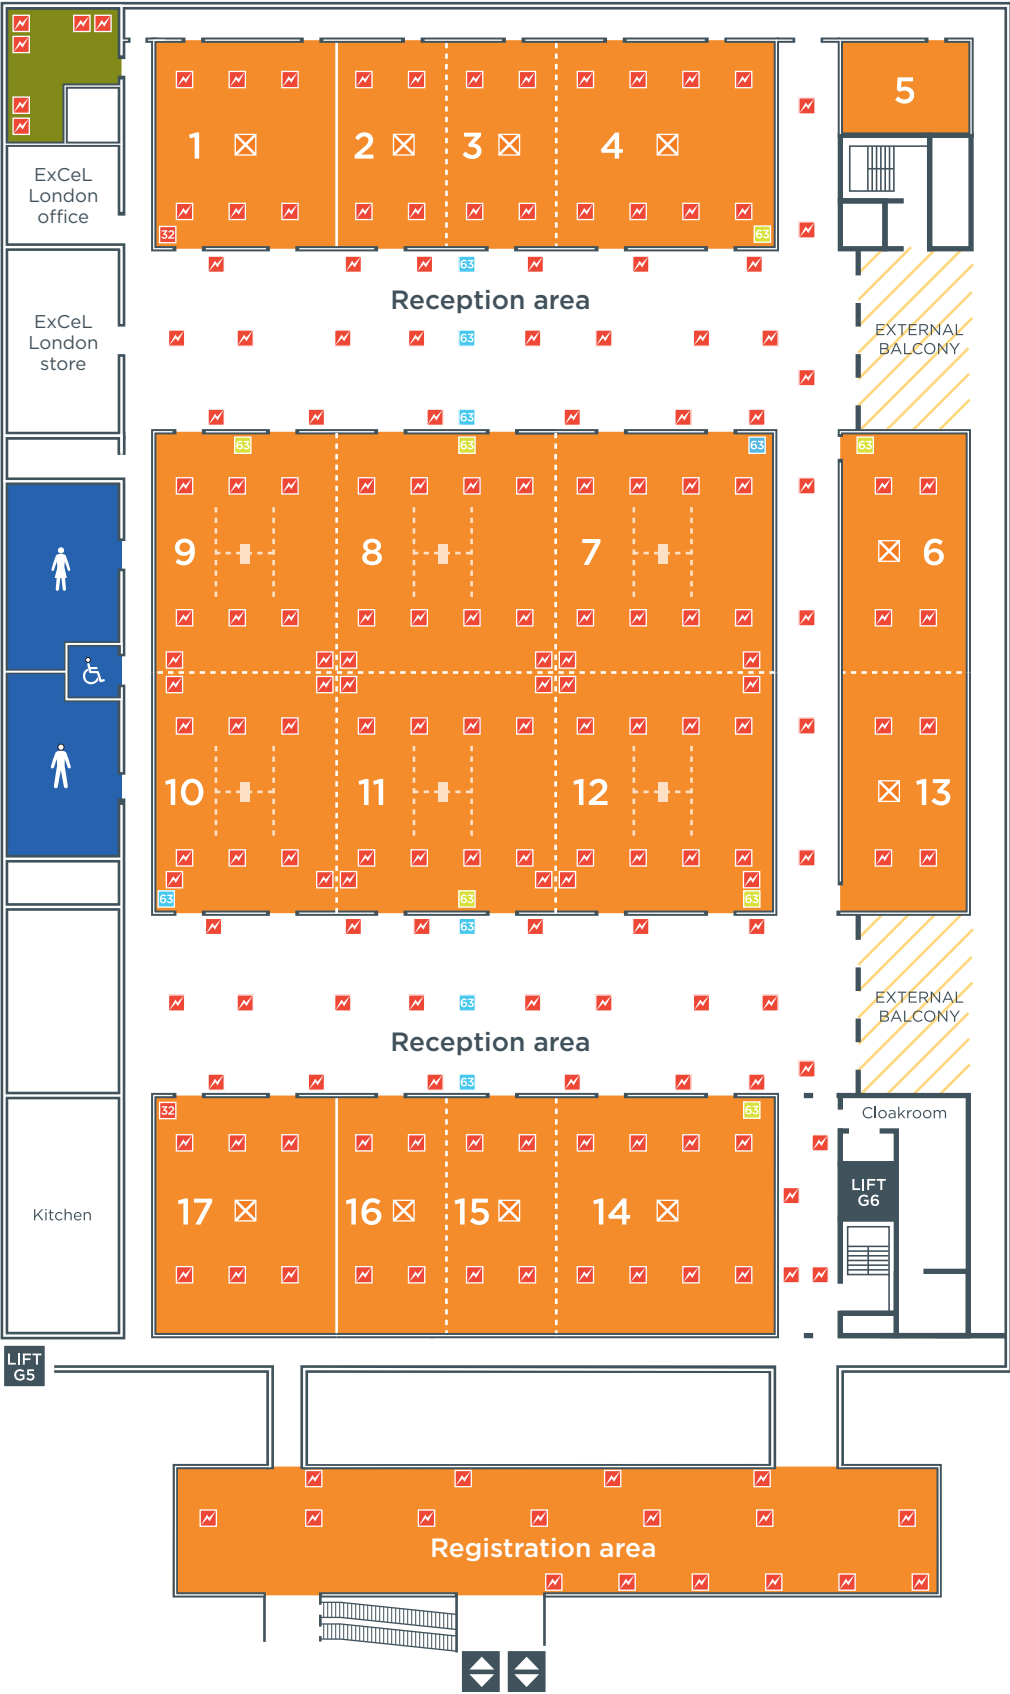 5
1
2
3
4
ExCeL
London
office
32
63
63
Reception area
ExCeL
London
store
EXTERNAL
BALCONY
63
63
63
63
63
63
9
8
7
6
10
11
12
13
63
63
63
63
63
EXTERNAL
BALCONY
Reception area
63
32
63
Cloakroom
LIFT
G6
17
16
15
14
Kitchen
LIFT
G5
Registration area